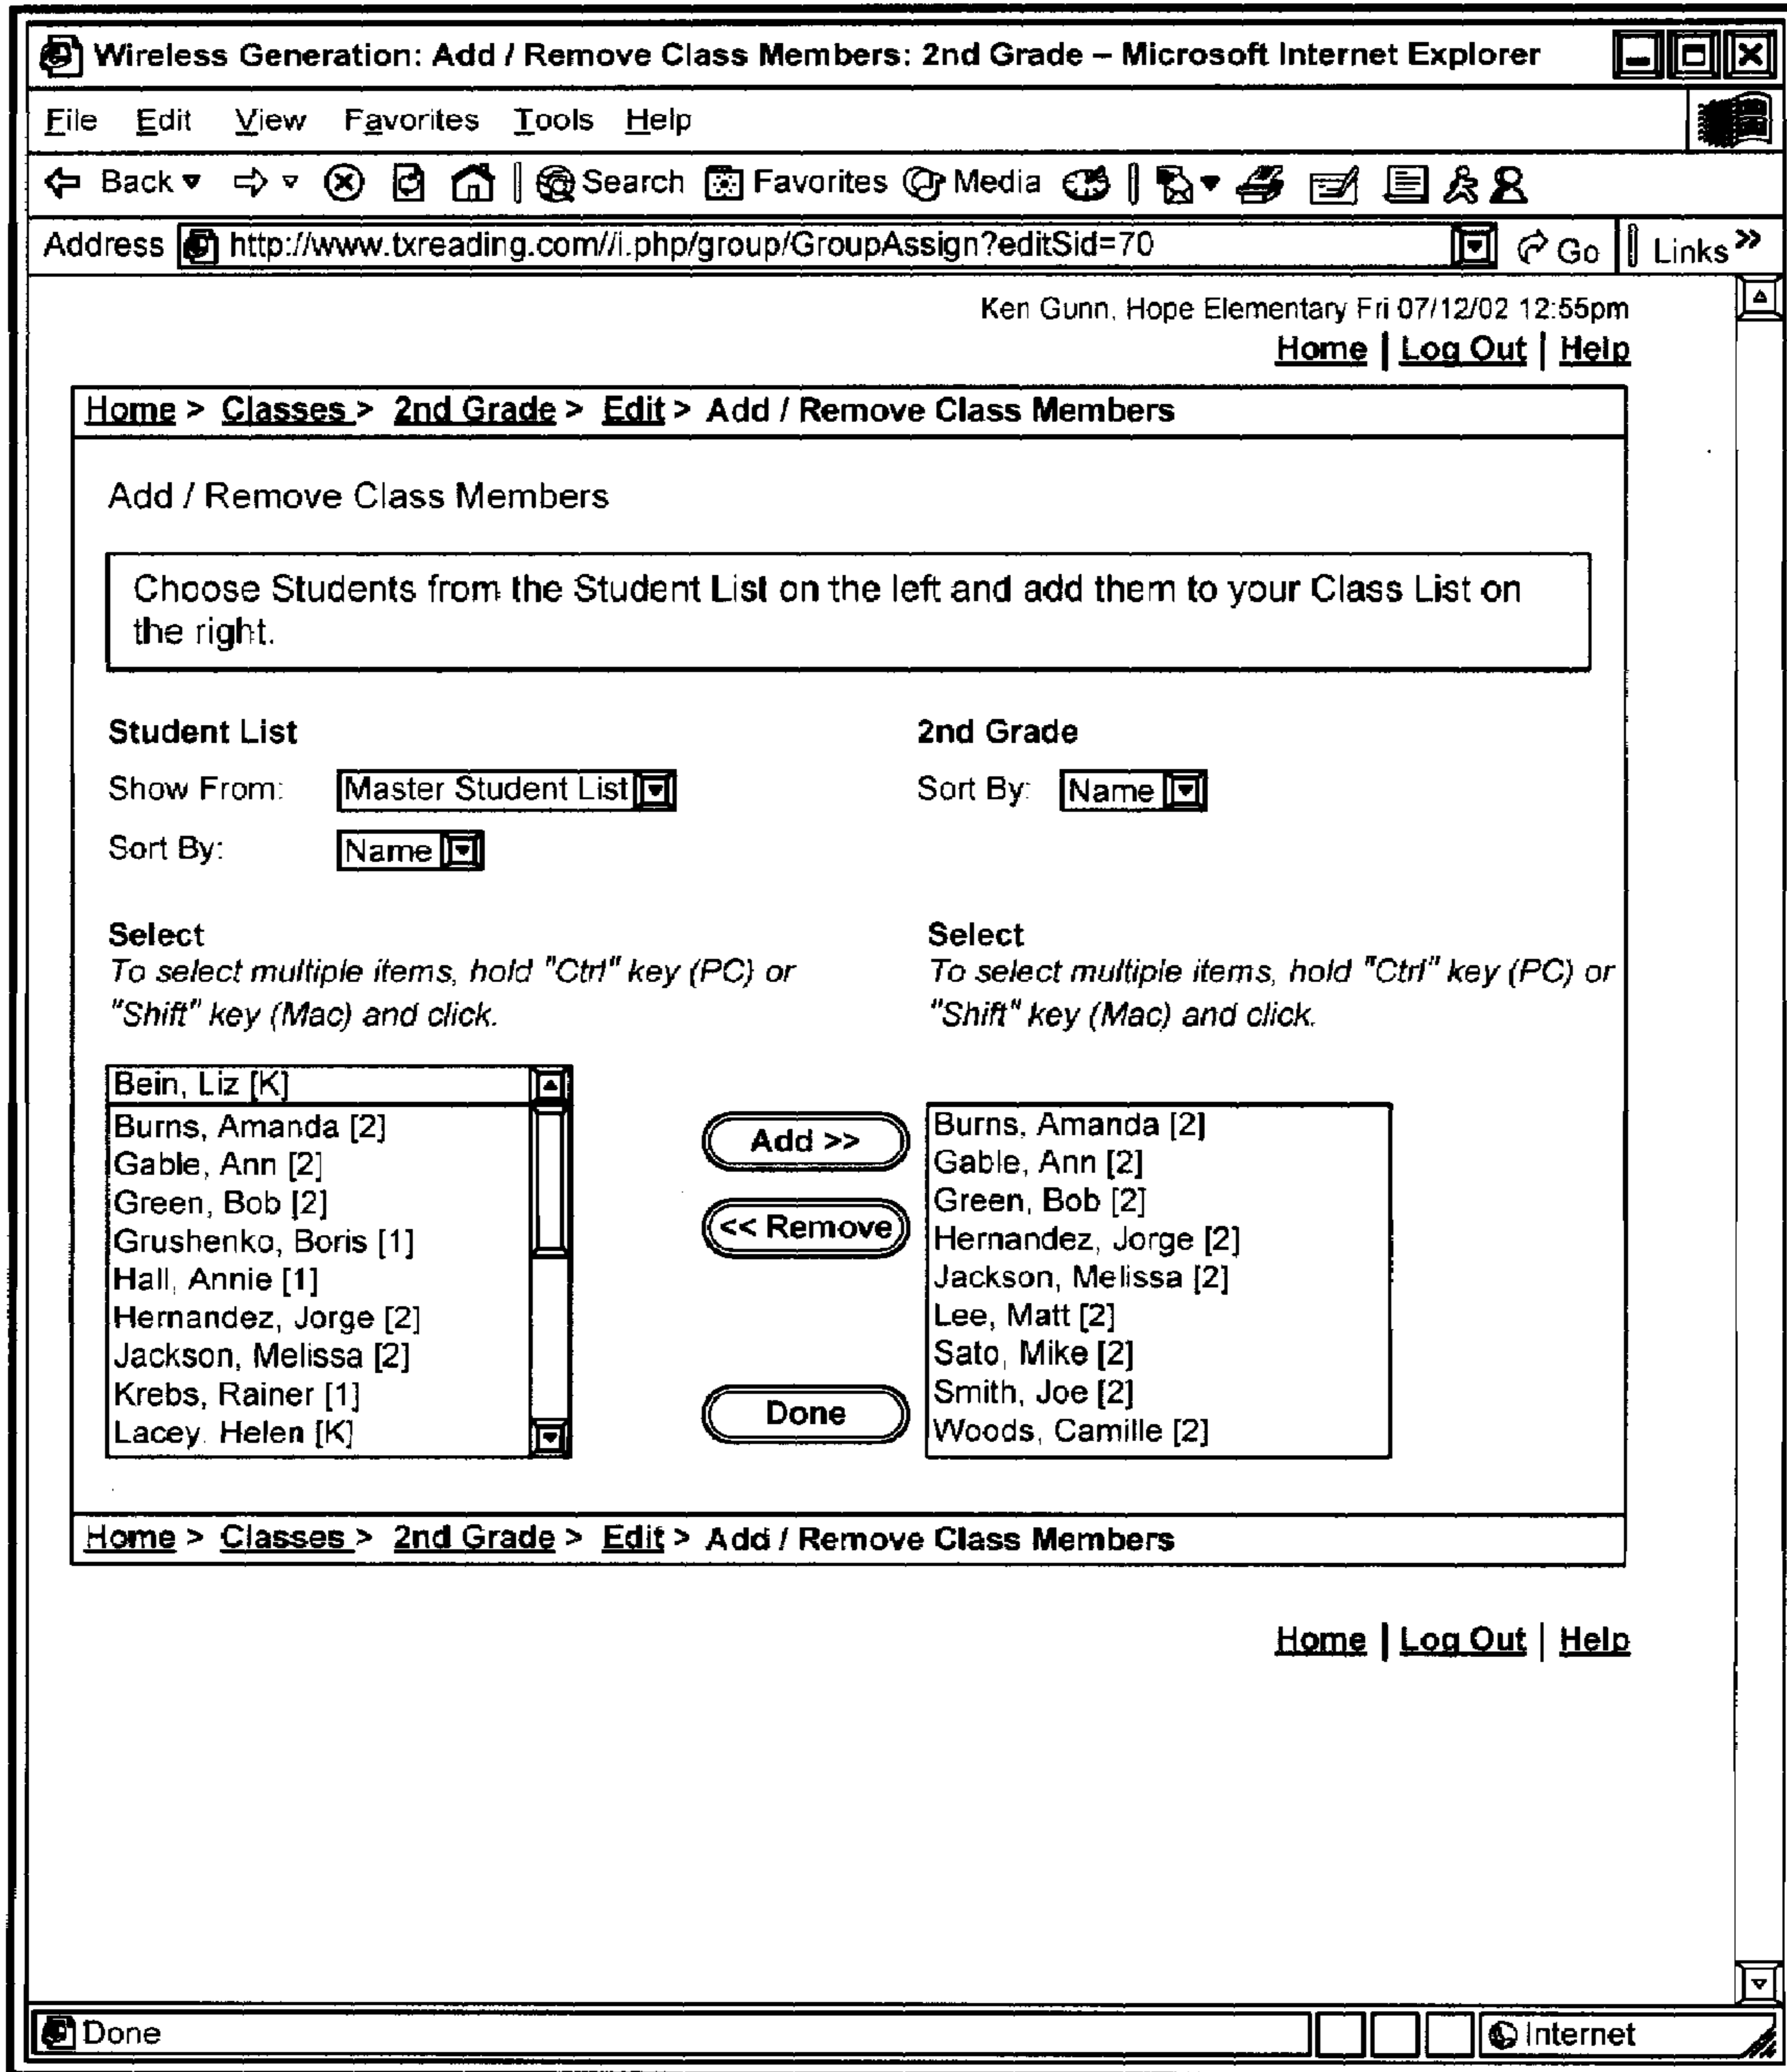 Wireless Generation: Add / Remove Class Members: 2nd Grade – Microsoft Internet Explorer
File Edit View Favorites Tools Help
Back Search Favorites Media
Address http://www.txreading.com//i.php/group/GroupAssign?editSid=70 Go Links »
Ken Gunn, Hope Elementary Fri 07/12/02 12:55pm
Home | Log Out | Help
Home > Classes > 2nd Grade > Edit > Add / Remove Class Members
Add / Remove Class Members
Choose Students from the Student List on the left and add them to your Class List on
the right.
Student List
Show From: Master Student List
Sort By: Name
2nd Grade
Sort By: Name
Select
To select multiple items, hold "Ctrl" key (PC) or
"Shift" key (Mac) and click.
Bein, Liz [K]
Burns, Amanda [2]
Gable, Ann [2]
Green, Bob [2]
Grushenko, Boris [1]
Hall, Annie [1]
Hernandez, Jorge [2]
Jackson, Melissa [2]
Krebs, Rainer [1]
Lacey, Helen [K]
Add >>
<< Remove
Done
Select
To select multiple items, hold "Ctrl" key (PC) or
"Shift" key (Mac) and click.
Burns, Amanda [2]
Gable, Ann [2]
Green, Bob [2]
Hernandez, Jorge [2]
Jackson, Melissa [2]
Lee, Matt [2]
Sato, Mike [2]
Smith, Joe [2]
Woods, Camille [2]
Home > Classes > 2nd Grade > Edit > Add / Remove Class Members
Home | Log Out | Help
Done Internet